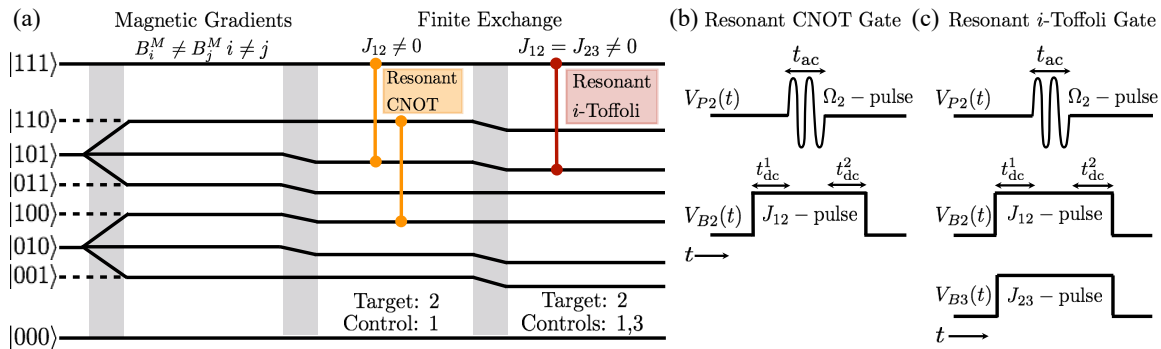 (a)
Magnetic Gradients
Finite Exchange
B_i^M ≠ B_j^M i ≠ j
J_12 ≠ 0
J_12 = J_23 ≠ 0
|111⟩
|110⟩
|101⟩
|011⟩
|100⟩
|010⟩
|001⟩
|000⟩
Resonant
CNOT
Resonant
i-Toffoli
Target: 2
Control: 1
Target: 2
Controls: 1,3
(b) Resonant CNOT Gate
t_ac
V_P2(t)
Ω_2 − pulse
t_dc^1
t_dc^2
V_B2(t)
J_12 − pulse
t
(c) Resonant i-Toffoli Gate
t_ac
V_P2(t)
Ω_2 − pulse
t_dc^1
t_dc^2
V_B2(t)
J_12 − pulse
V_B3(t)
J_23 − pulse
t